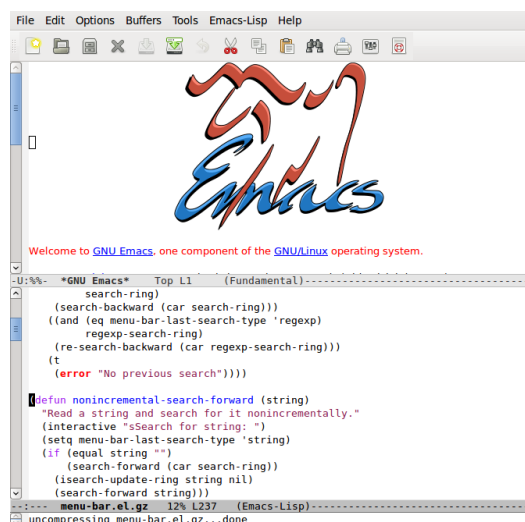 File Edit Options Buffers Tools Emacs-Lisp Help
GNU
Emacs
Welcome to GNU Emacs, one component of the GNU/Linux operating system.
-U:%%-  *GNU Emacs*    Top L1    (Fundamental)--------------------------------
          search-ring)
    (search-backward (car search-ring)))
   ((and (eq menu-bar-last-search-type 'regexp)
          regexp-search-ring)
    (re-search-backward (car regexp-search-ring)))
   (t
    (error "No previous search"))))
(defun nonincremental-search-forward (string)
  "Read a string and search for it nonincrementally."
  (interactive "sSearch for string: ")
  (setq menu-bar-last-search-type 'string)
  (if (equal string "")
      (search-forward (car search-ring))
    (isearch-update-ring string nil)
    (search-forward string)))
--:---  menu-bar.el.gz   12% L237   (Emacs-Lisp)-------------------------------
uncompressing menu-bar.el.gz...done